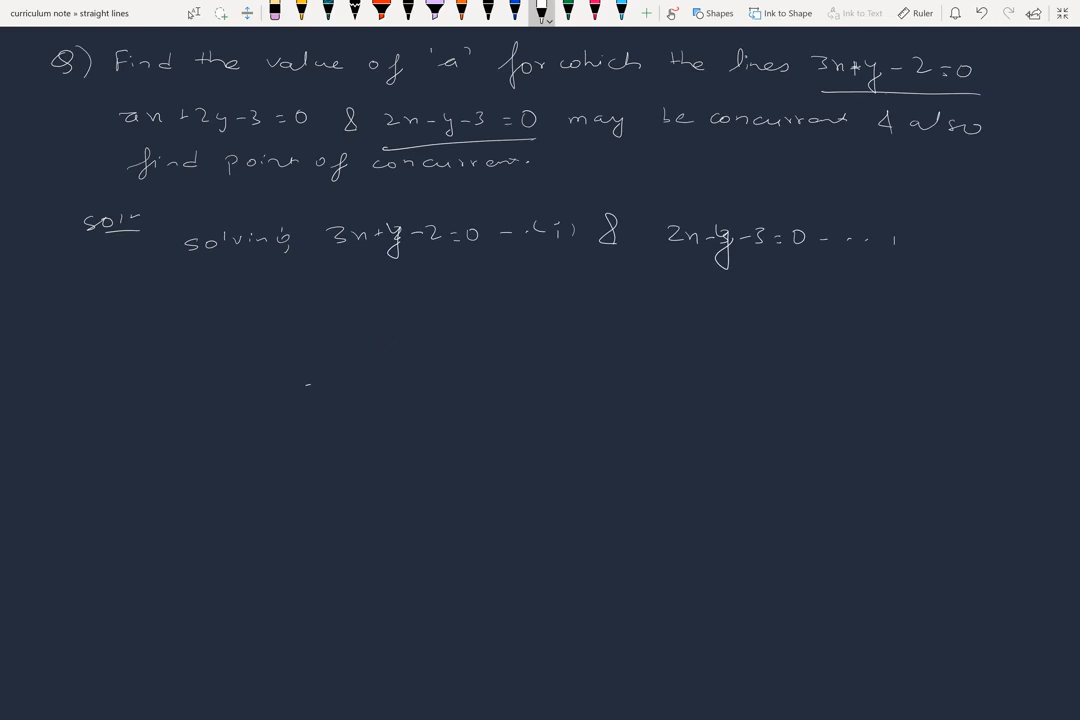 curriculum note » straight lines
Shapes Ink to Shape Ink to Text Ruler
Q) Find the value of 'a' for which the lines 3x+y-2=0
ax+2y-3=0 & 2x-y-3=0 may be concurrent & also
find point of concurrent.
Solⁿ
solving 3x+y-2=0 -..(i) & 2x-y-3=0 -...